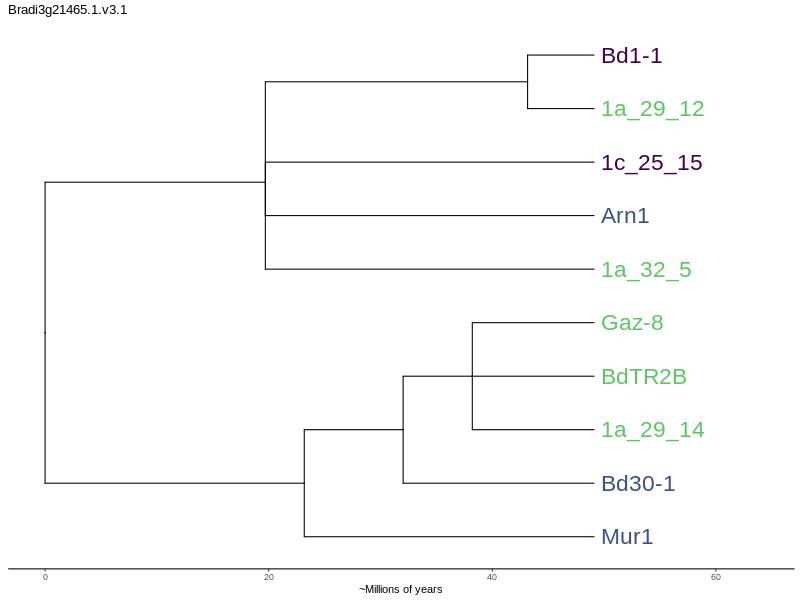 Bradi3g21465.1.v3.1
Bd1-1
1a_29_12
1c_25_15
Arn1
1a_32_5
Gaz-8
BdTR2B
1a_29_14
Bd30-1
Mur1
0 20 40 60
~Millions of years